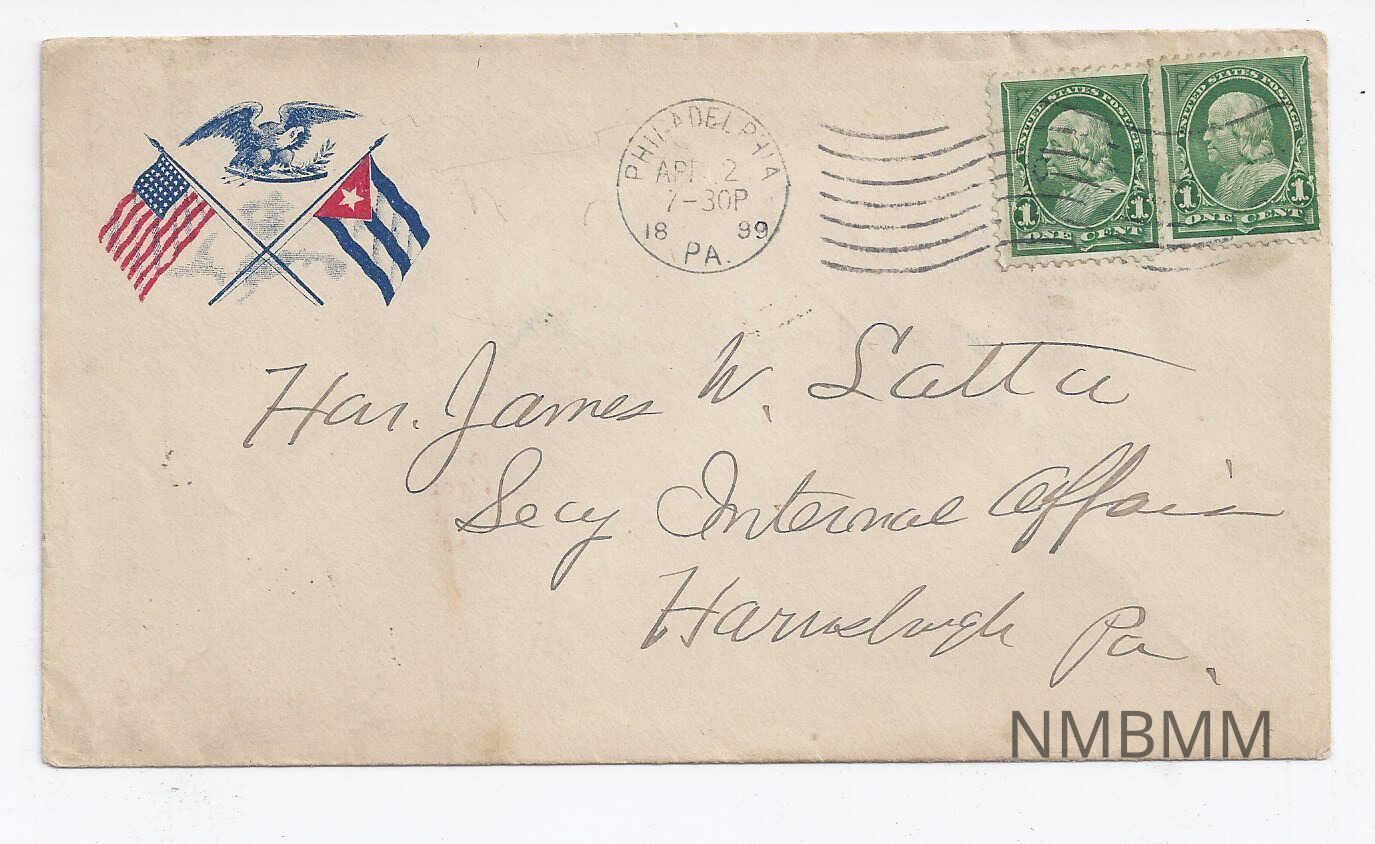 PHILADELPHIA
APR 2
7-30P
18 99
PA.
UNITED STATES POSTAGE
1 1
ONE CENT
UNITED STATES POSTAGE
1 1
ONE CENT
Hon. James W. Latta
Secy Internal Affairs
Harrisburgh Pa.
NMBMM